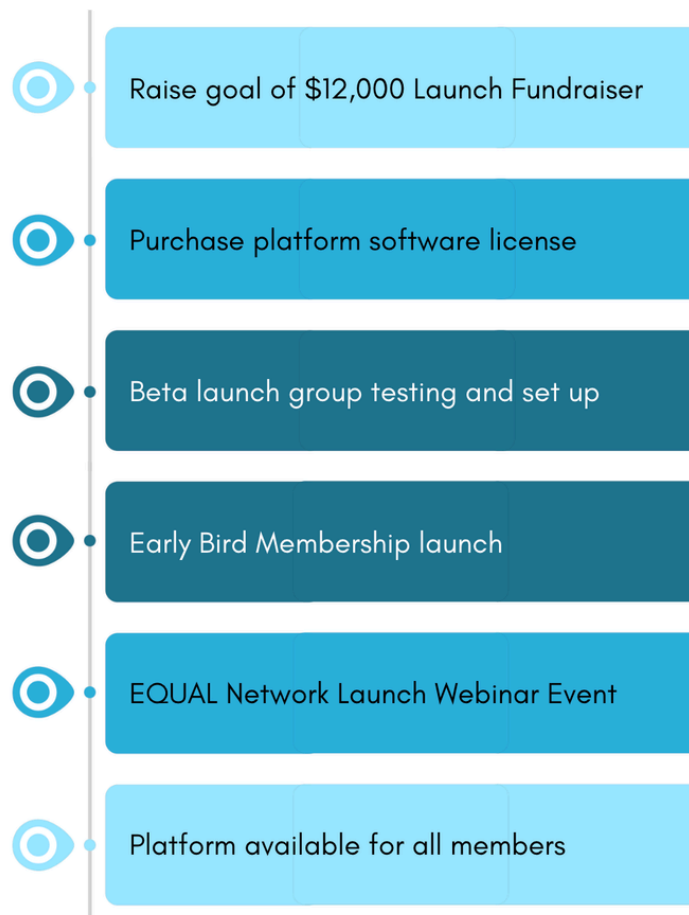 Raise goal of $12,000 Launch Fundraiser
Purchase platform software license
Beta launch group testing and set up
Early Bird Membership launch
EQUAL Network Launch Webinar Event
Platform available for all members